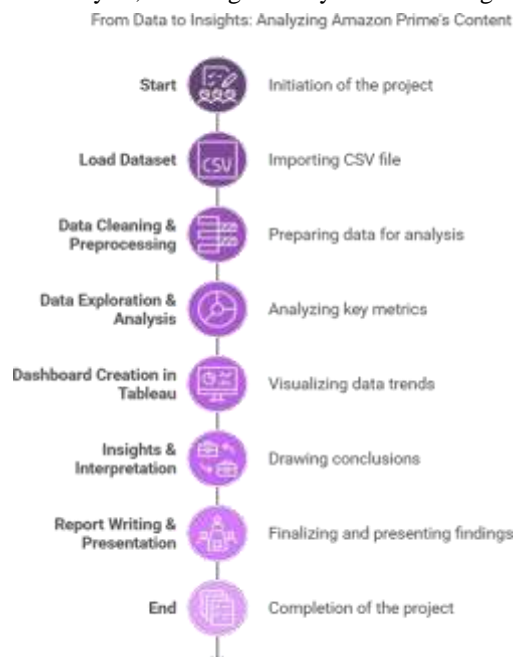 From Data to Insights: Analyzing Amazon Prime's Content
Start
Initiation of the project
Load Dataset
CSV
Importing CSV file
Data Cleaning &
Preprocessing
Preparing data for analysis
Data Exploration &
Analysis
Analyzing key metrics
Dashboard Creation in
Tableau
Visualizing data trends
Insights &
Interpretation
Drawing conclusions
Report Writing &
Presentation
Finalizing and presenting findings
End
Completion of the project